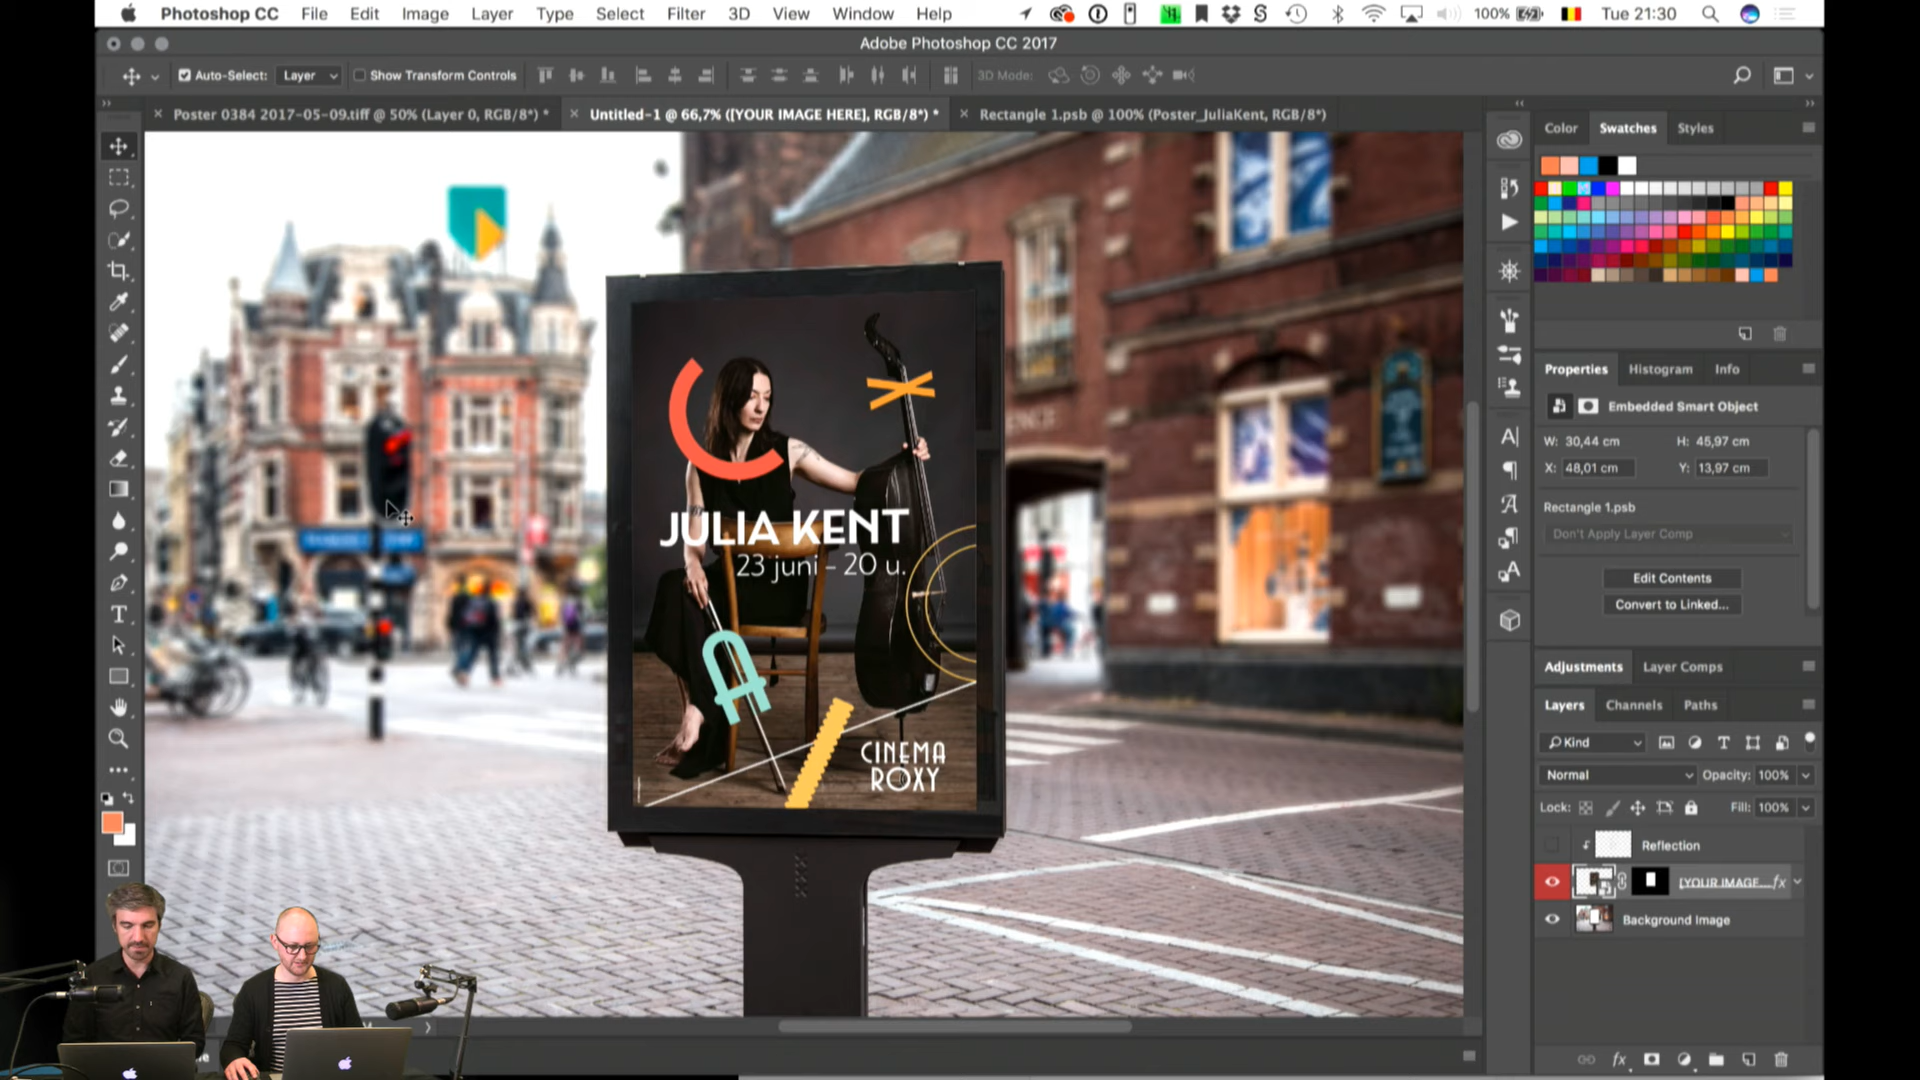 Photoshop CC File Edit Image Layer Type Select Filter 3D View Window Help 100% Tue 21:30
Adobe Photoshop CC 2017
Auto-Select: Layer Show Transform Controls 3D Mode:
Poster 0384 2017-05-09.tiff @ 50% (Layer 0, RGB/8*) *
Untitled-1 @ 66,7% ([YOUR IMAGE HERE], RGB/8*) *
Rectangle 1.psb @ 100% (Poster_JuliaKent, RGB/8*)
Color Swatches Styles
Properties Histogram Info
Embedded Smart Object
W: 30,44 cm H: 45,97 cm
X: 48,01 cm Y: 13,97 cm
Rectangle 1.psb
Don't Apply Layer Comp
Edit Contents
Convert to Linked...
Adjustments Layer Comps
Layers Channels Paths
Kind
Normal Opacity: 100%
Lock: Fill: 100%
Reflection
[YOUR IMAGE... fx
Background Image
fx
JULIA KENT
23 juni – 20 u.
CINEMA
ROXY
XXX